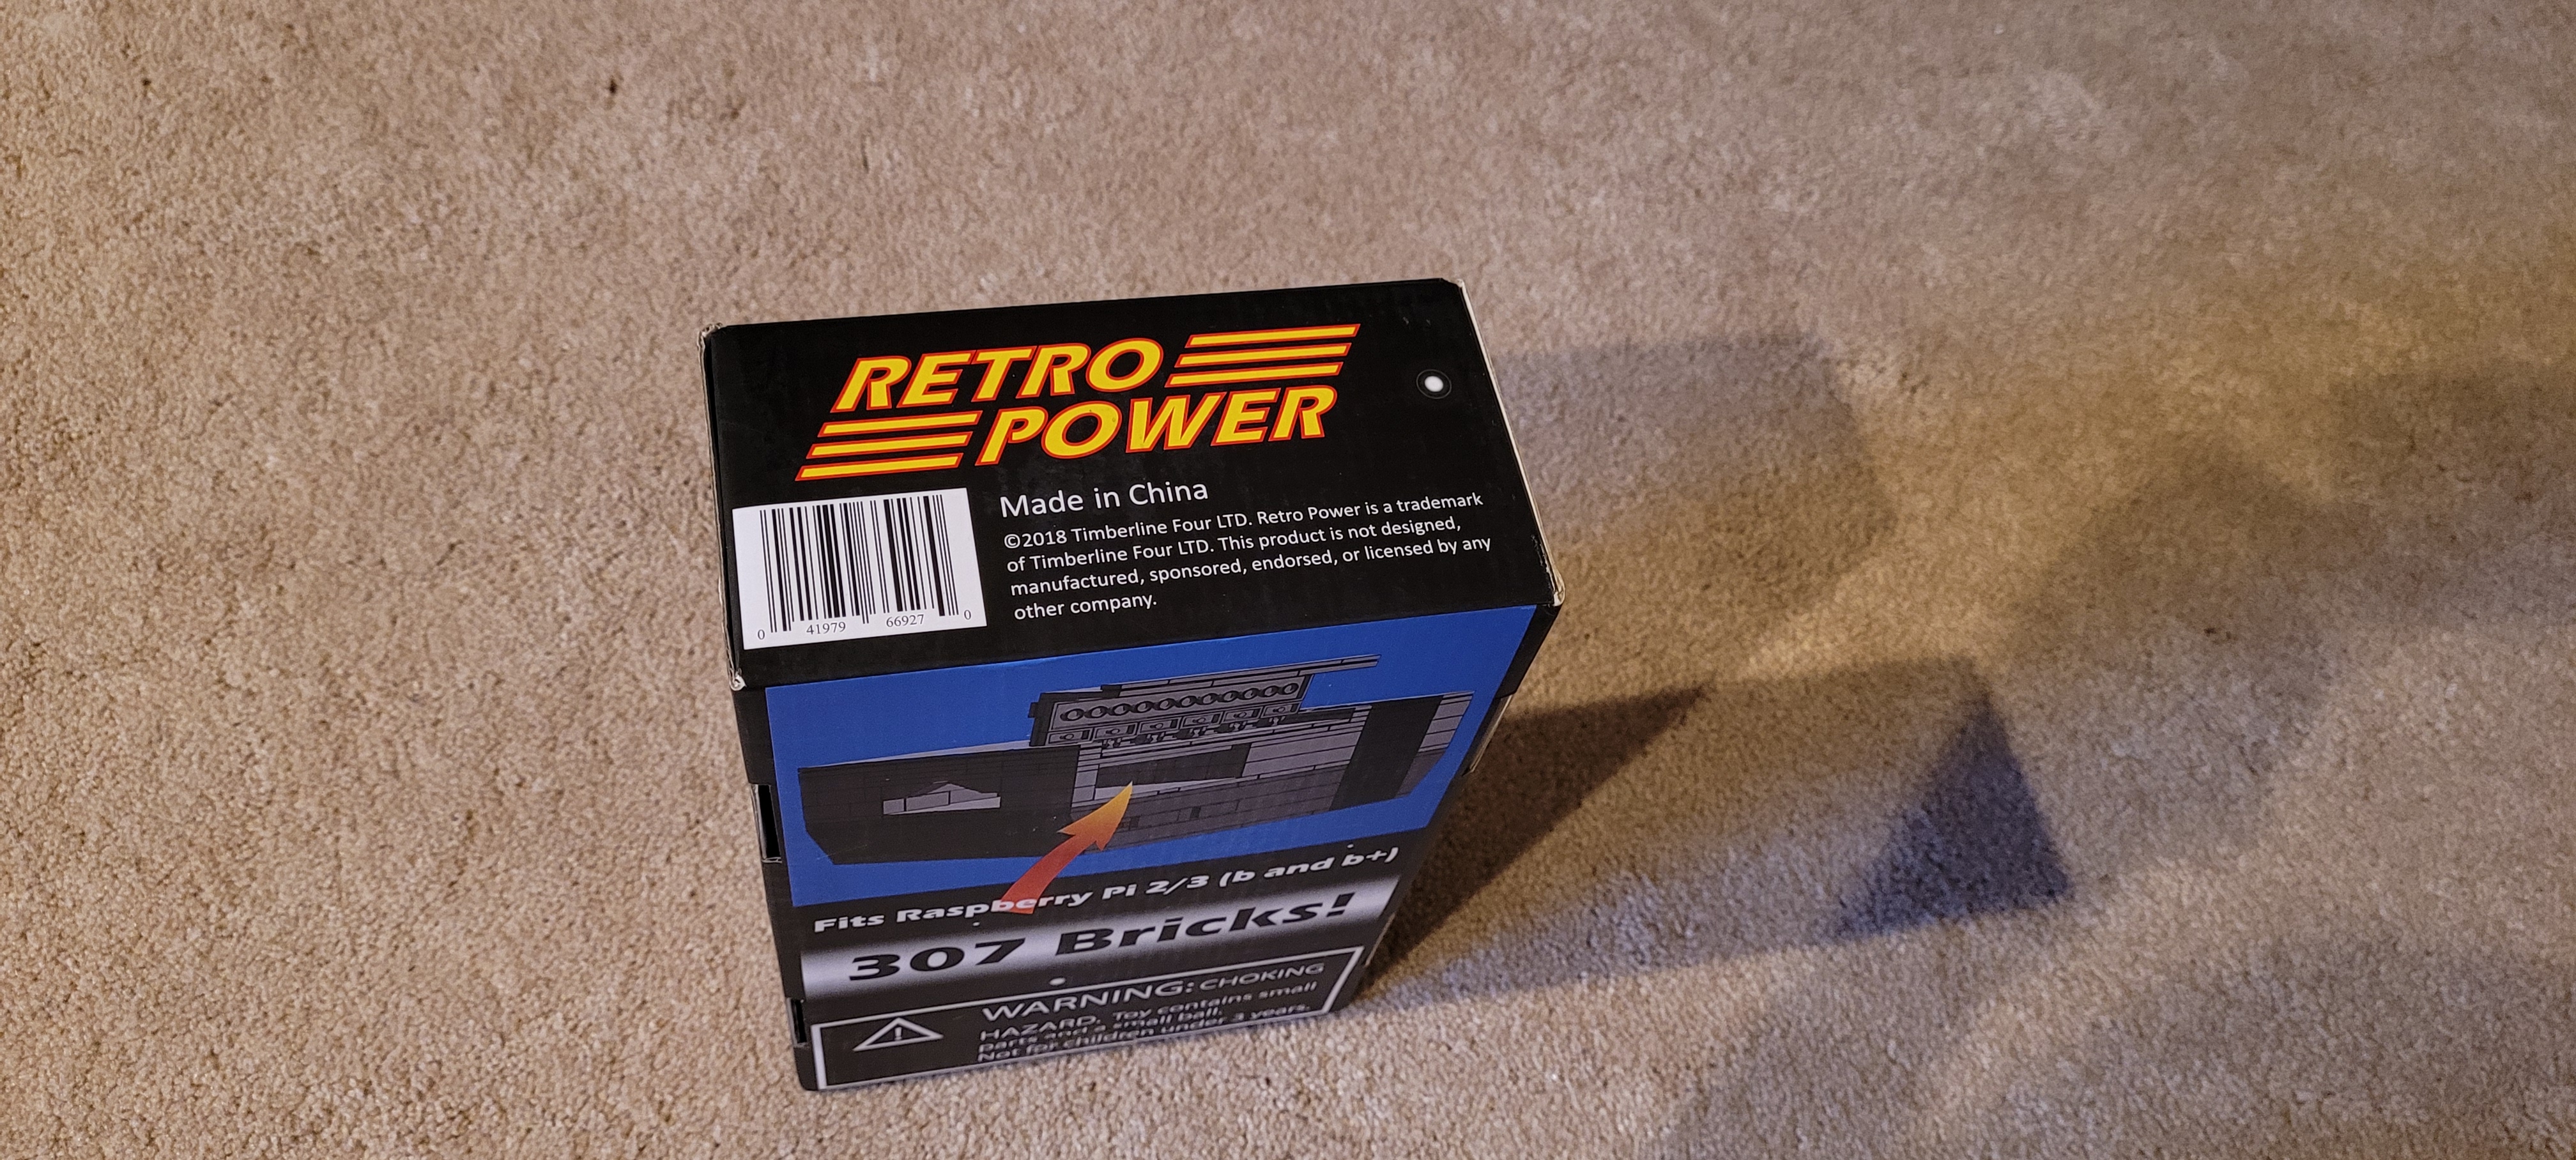 RETRO
POWER
Made in China
©2018 Timberline Four LTD. Retro Power is a trademark
of Timberline Four LTD. This product is not designed,
manufactured, sponsored, endorsed, or licensed by any
other company.
0 41979 66927 0
Fits Raspberry Pi 2/3 (b and b+)
307 Bricks!
WARNING: CHOKING
HAZARD. Toy contains small
parts and a small ball.
Not for children under 3 years.